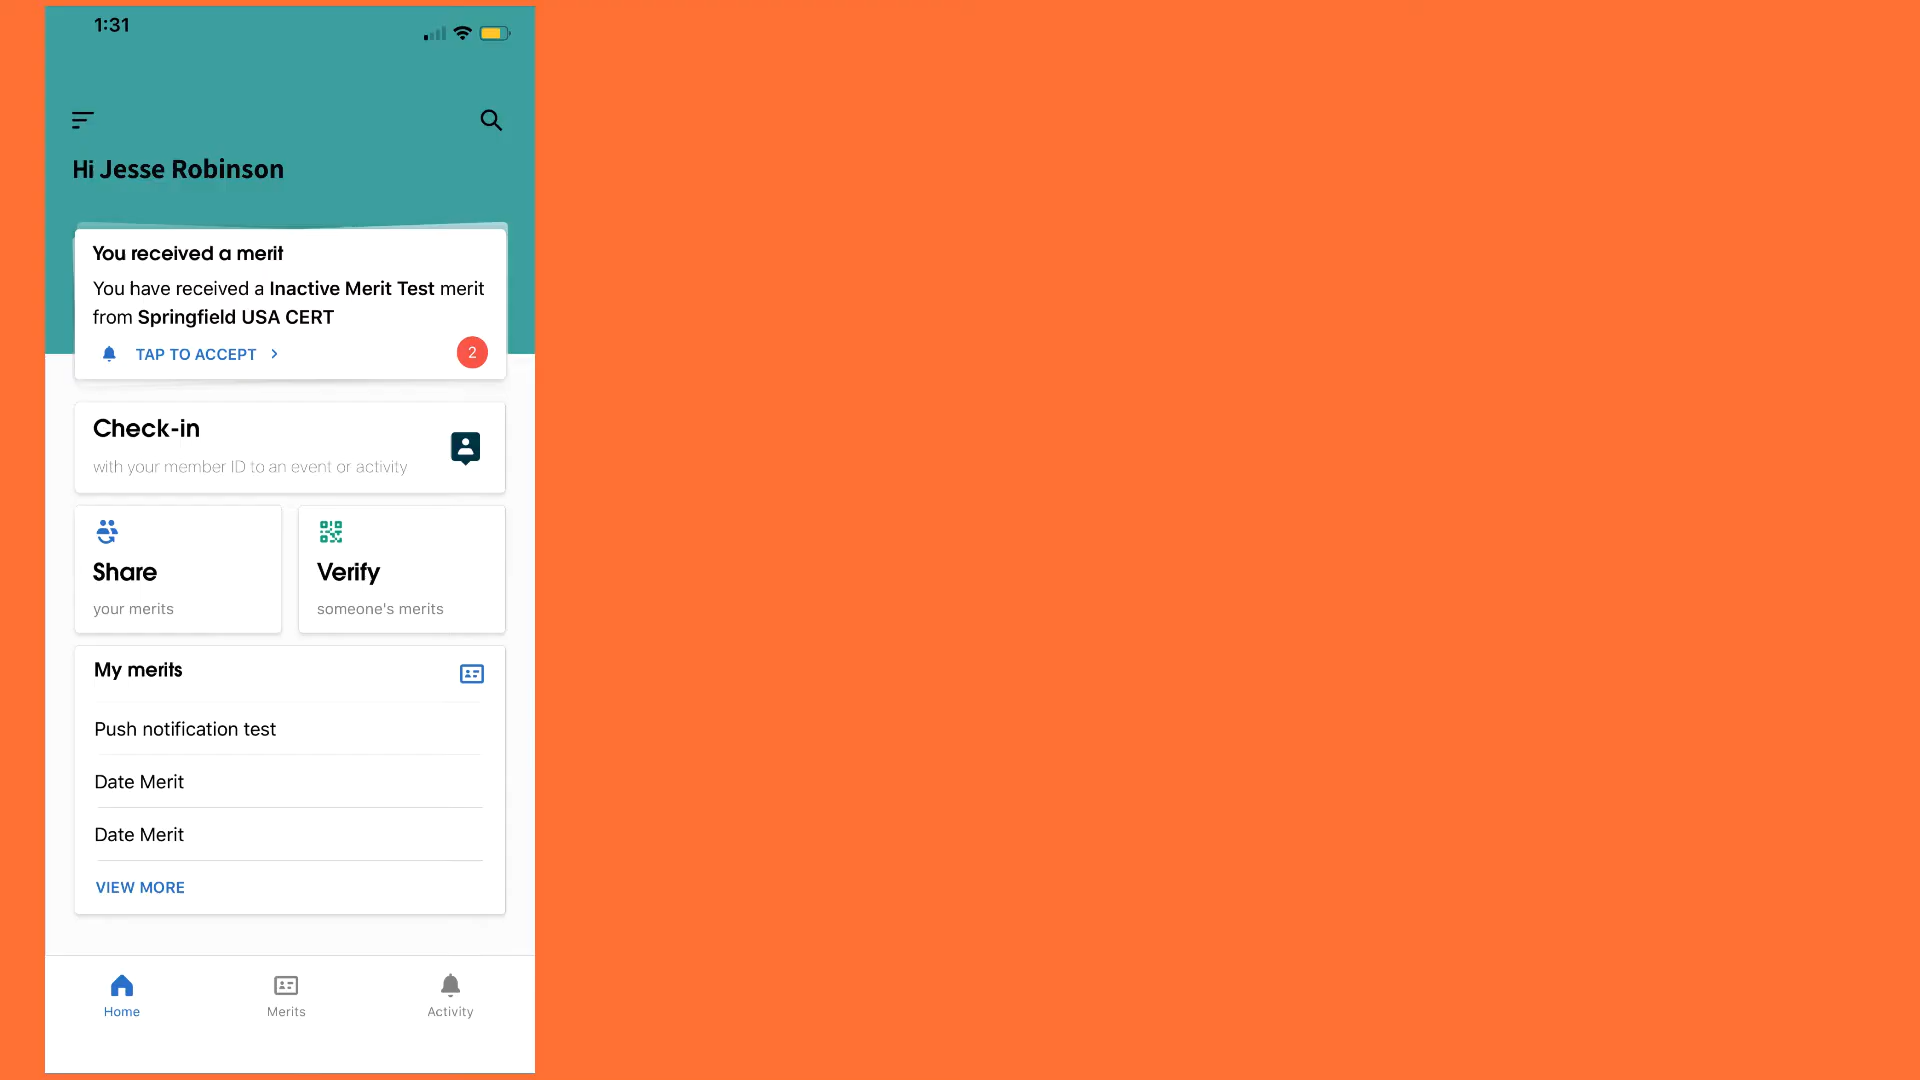 1:31
Hi Jesse Robinson
You received a merit
You have received a Inactive Merit Test merit
from Springfield USA CERT
TAP TO ACCEPT
2
Check-in
with your member ID to an event or activity
Share
your merits
Verify
someone's merits
My merits
Push notification test
Date Merit
Date Merit
VIEW MORE
Home
Merits
Activity